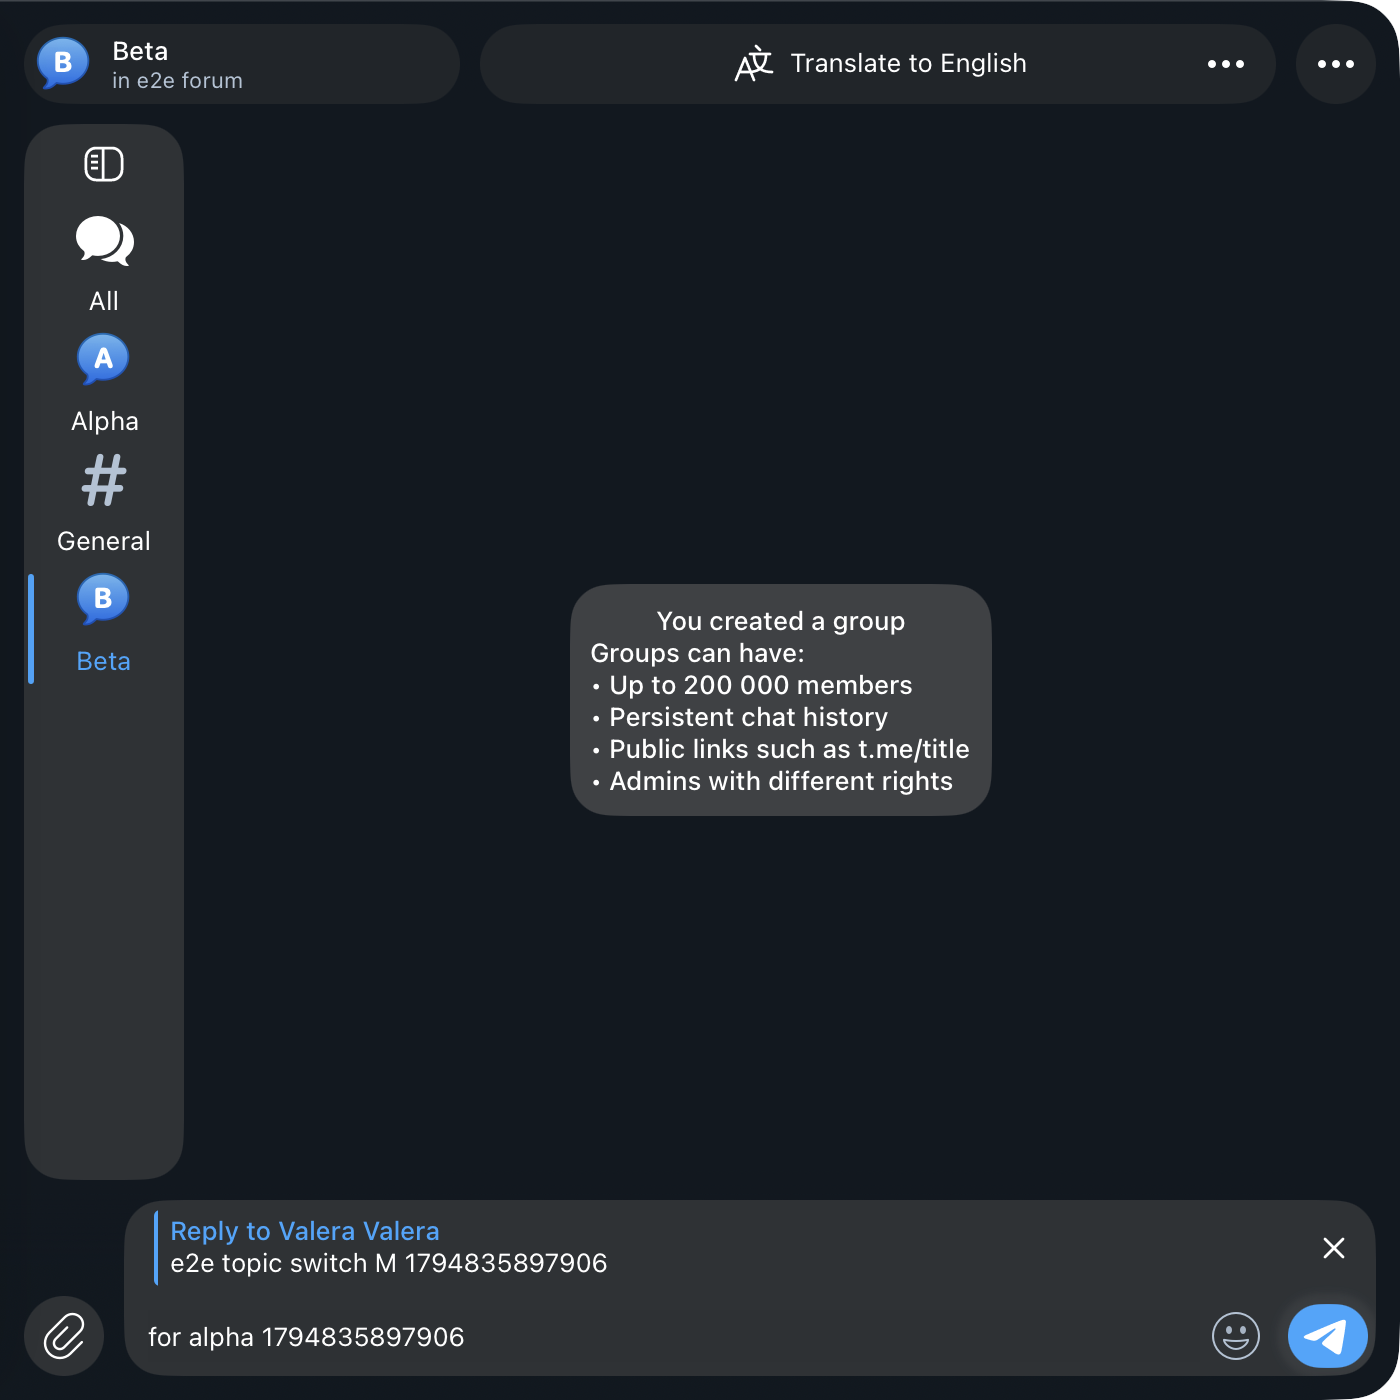 B
Beta
in e2e forum
Translate to English
All
A
Alpha
#
General
B
Beta
You created a group
Groups can have:
• Up to 200 000 members
• Persistent chat history
• Public links such as t.me/title
• Admins with different rights
Reply to Valera Valera
e2e topic switch M 1794835897906
for alpha 1794835897906